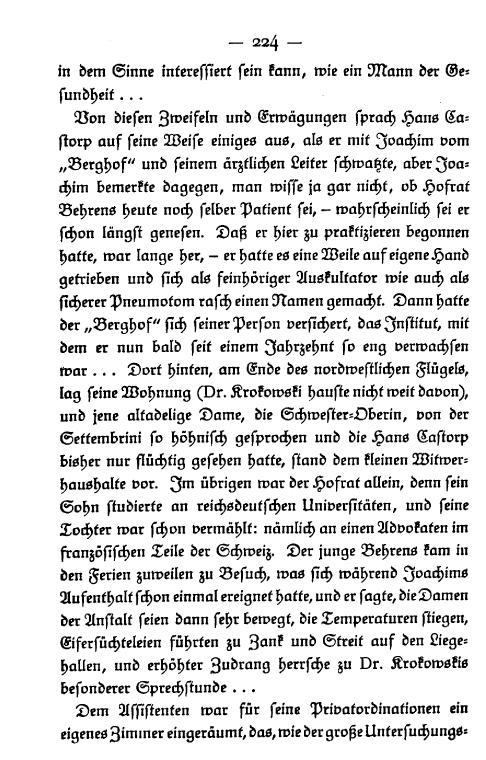 — 224 —
in dem Sinne interessiert sein kann, wie ein Mann der Ge-
sundheit . . .
Von diesen Zweifeln und Erwägungen sprach Hans Ca-
storp auf seine Weise einiges aus, als er mit Joachim vom
„Berghof“ und seinem ärztlichen Leiter schwatzte, aber Joa-
chim bemerkte dagegen, man wisse ja gar nicht, ob Hofrat
Behrens heute noch selber Patient sei, – wahrscheinlich sei er
schon längst genesen. Daß er hier zu praktizieren begonnen
hatte, war lange her, – er hatte es eine Weile auf eigene Hand
getrieben und sich als feinhöriger Auskultator wie auch als
sicherer Pneumotom rasch einen Namen gemacht. Dann hatte
der „Berghof“ sich seiner Person versichert, das Institut, mit
dem er nun bald seit einem Jahrzehnt so eng verwachsen
war . . . Dort hinten, am Ende des nordwestlichen Flügels,
lag seine Wohnung (Dr. Krokowski hauste nicht weit davon),
und jene altadelige Dame, die Schwester-Oberin, von der
Settembrini so höhnisch gesprochen und die Hans Castorp
bisher nur flüchtig gesehen hatte, stand dem kleinen Witwer-
haushalte vor. Im übrigen war der Hofrat allein, denn sein
Sohn studierte an reichsdeutschen Universitäten, und seine
Tochter war schon vermählt: nämlich an einen Advokaten im
französischen Teile der Schweiz. Der junge Behrens kam in
den Ferien zuweilen zu Besuch, was sich während Joachims
Aufenthalt schon einmal ereignet hatte, und er sagte, die Damen
der Anstalt seien dann sehr bewegt, die Temperaturen stiegen,
Eifersüchteleien führten zu Zank und Streit auf den Liege-
hallen, und erhöhter Zudrang herrsche zu Dr. Krokowskis
besonderer Sprechstunde . . .
Dem Assistenten war für seine Privatordinationen ein
eigenes Zimmer eingeräumt, das, wie der große Untersuchungs-